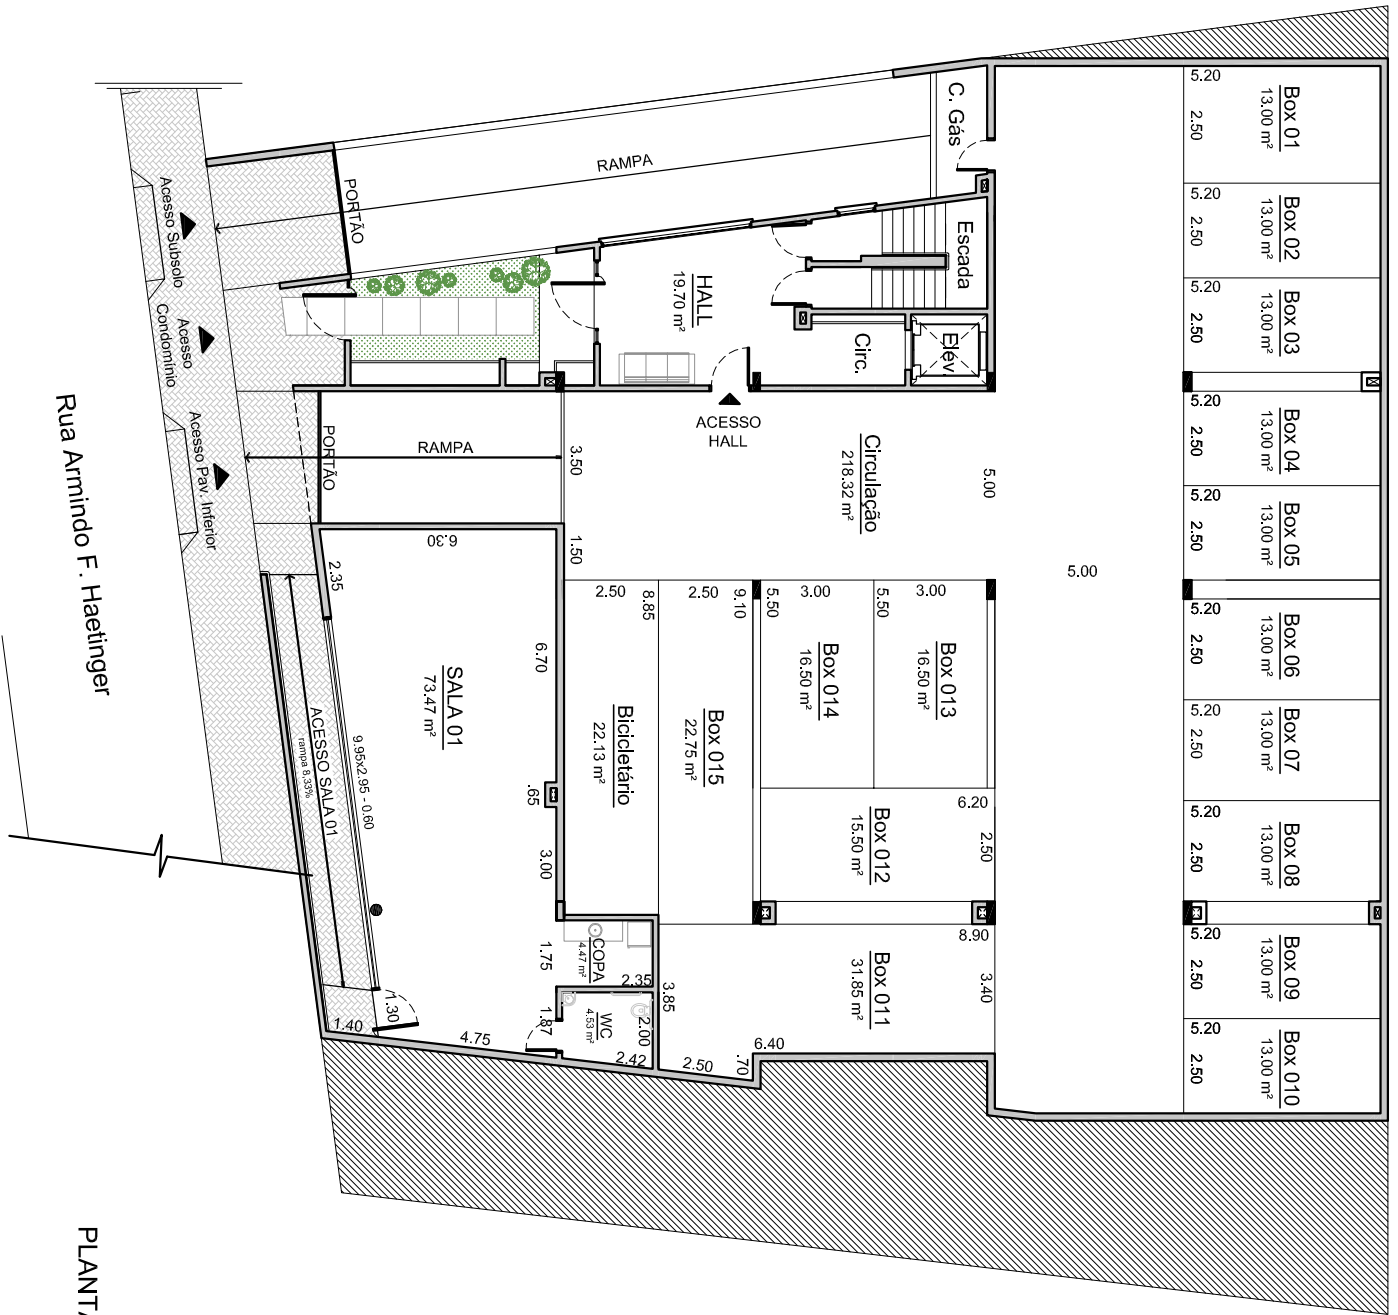 5.20
2.50
Box 01
13.00 m²
5.20
2.50
Box 02
13.00 m²
5.20
2.50
Box 03
13.00 m²
5.20
2.50
Box 04
13.00 m²
5.20
2.50
Box 05
13.00 m²
5.20
2.50
Box 06
13.00 m²
5.20
2.50
Box 07
13.00 m²
5.20
2.50
Box 08
13.00 m²
5.20
2.50
Box 09
13.00 m²
5.20
2.50
Box 010
13.00 m²
C. Gás
RAMPA
PORTÃO
Escada
HALL
19.70 m²
Elev.
Circ.
ACESSO
HALL
Acesso Subsolo
Acesso
Condomínio
Acesso Pav. Inferior
Rua Armindo F. Haetinger
RAMPA
PORTÃO
3.50
1.50
Circulação
218.32 m²
5.00
5.00
6.30
2.35
6.70
.65
3.00
SALA 01
73.47 m²
9.95x2.95 - 0.60
ACESSO SALA 01
rampa 8,33%
1.30
1.40
4.75
2.50
8.85
Bicicletário
22.13 m²
2.50
9.10
Box 015
22.75 m²
5.50
3.00
Box 014
16.50 m²
5.50
3.00
Box 013
16.50 m²
6.20
2.50
Box 012
15.50 m²
8.90
3.40
Box 011
31.85 m²
6.40
.70
2.50
3.85
COPA
4.47 m²
1.75
2.35
WC
4.53 m²
1.87
2.00
2.42
PLANTA